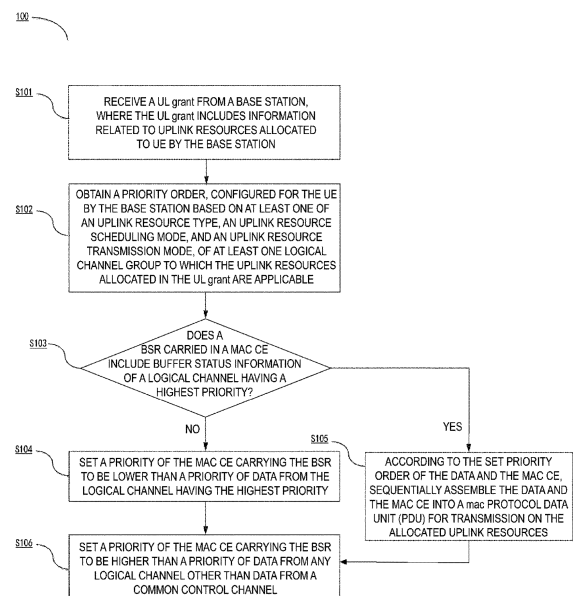 100
S101
RECEIVE A UL grant FROM A BASE STATION,
WHERE THE UL grant INCLUDES INFORMATION
RELATED TO UPLINK RESOURCES ALLOCATED
TO UE BY THE BASE STATION
S102
OBTAIN A PRIORITY ORDER, CONFIGURED FOR THE UE
BY THE BASE STATION BASED ON AT LEAST ONE OF
AN UPLINK RESOURCE TYPE, AN UPLINK RESOURCE
SCHEDULING MODE, AND AN UPLINK RESOURCE
TRANSMISSION MODE, OF AT LEAST ONE LOGICAL
CHANNEL GROUP TO WHICH THE UPLINK RESOURCES
ALLOCATED IN THE UL grant ARE APPLICABLE
S103
DOES A
BSR CARRIED IN A MAC CE
INCLUDE BUFFER STATUS INFORMATION
OF A LOGICAL CHANNEL HAVING A
HIGHEST PRIORITY?
NO
YES
S104
SET A PRIORITY OF THE MAC CE CARRYING THE BSR
TO BE LOWER THAN A PRIORITY OF DATA FROM THE
LOGICAL CHANNEL HAVING THE HIGHEST PRIORITY
S105
ACCORDING TO THE SET PRIORITY
ORDER OF THE DATA AND THE MAC CE,
SEQUENTIALLY ASSEMBLE THE DATA AND
THE MAC CE INTO A mac PROTOCOL DATA
UNIT (PDU) FOR TRANSMISSION ON THE
ALLOCATED UPLINK RESOURCES
S106
SET A PRIORITY OF THE MAC CE CARRYING THE BSR
TO BE HIGHER THAN A PRIORITY OF DATA FROM ANY
LOGICAL CHANNEL OTHER THAN DATA FROM A
COMMON CONTROL CHANNEL